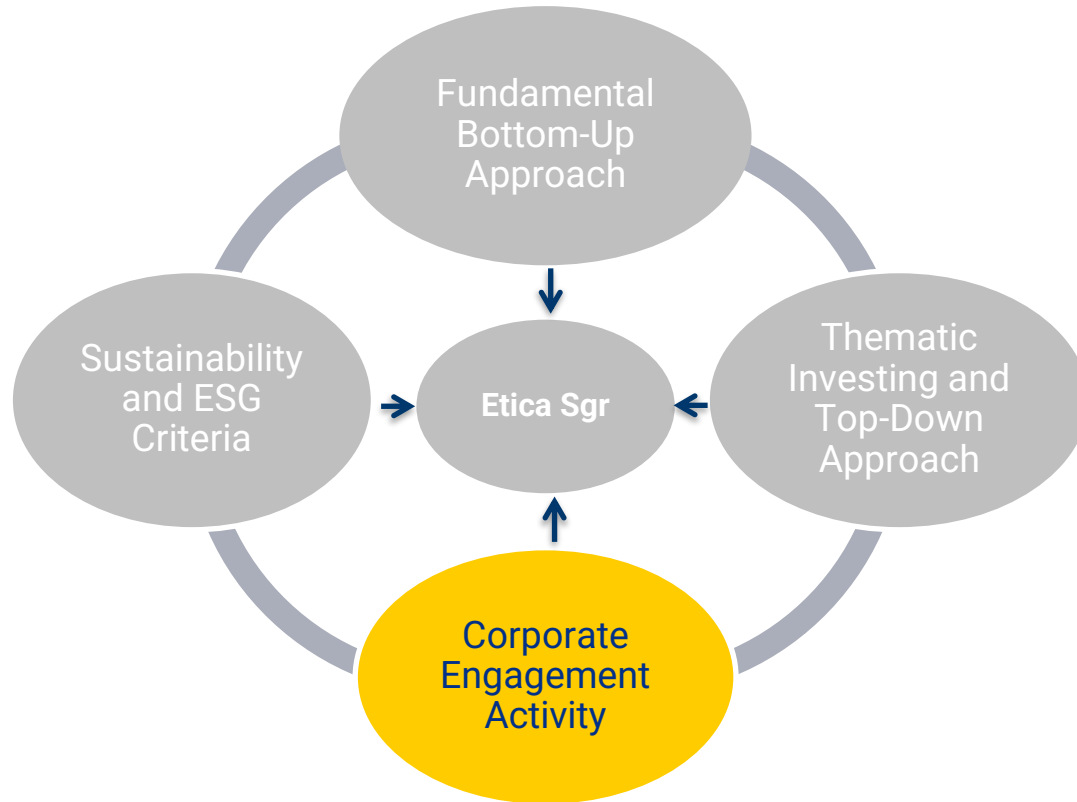 Fundamental
Bottom-Up
Approach
Sustainability
and ESG
Criteria
Etica Sgr
Thematic
Investing and
Top-Down
Approach
Corporate
Engagement
Activity